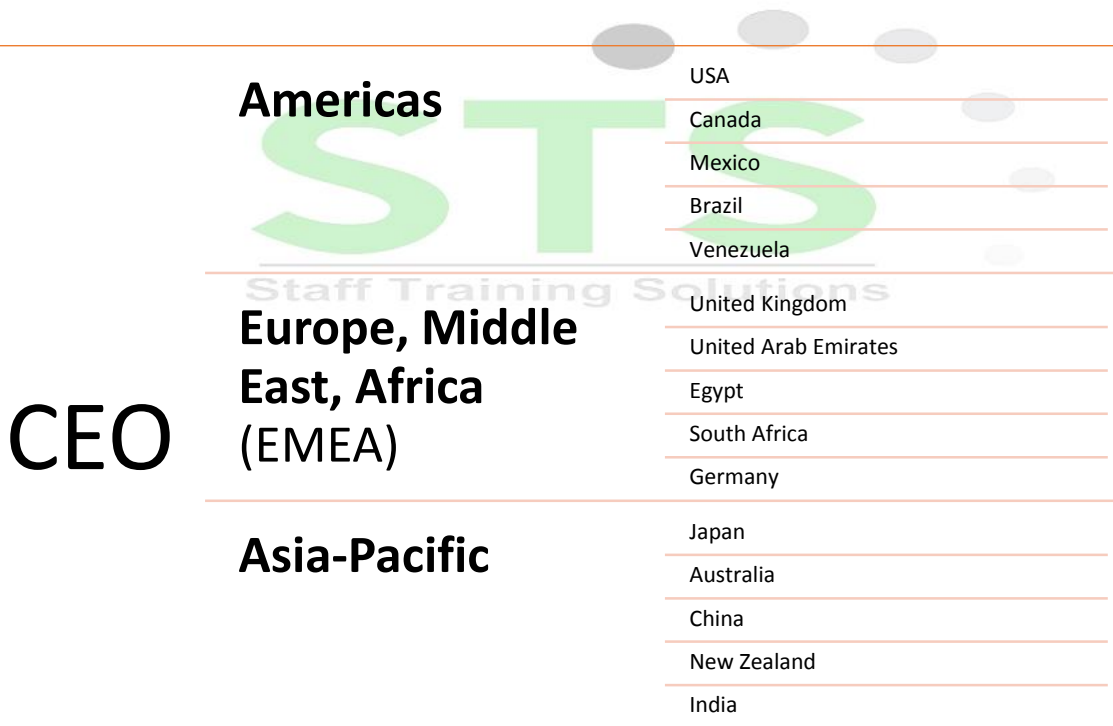 CEO
Americas
USA
Canada
Mexico
Brazil
Venezuela
Europe, Middle
East, Africa
(EMEA)
United Kingdom
United Arab Emirates
Egypt
South Africa
Germany
Asia-Pacific
Japan
Australia
China
New Zealand
India
STS
Staff Training Solutions